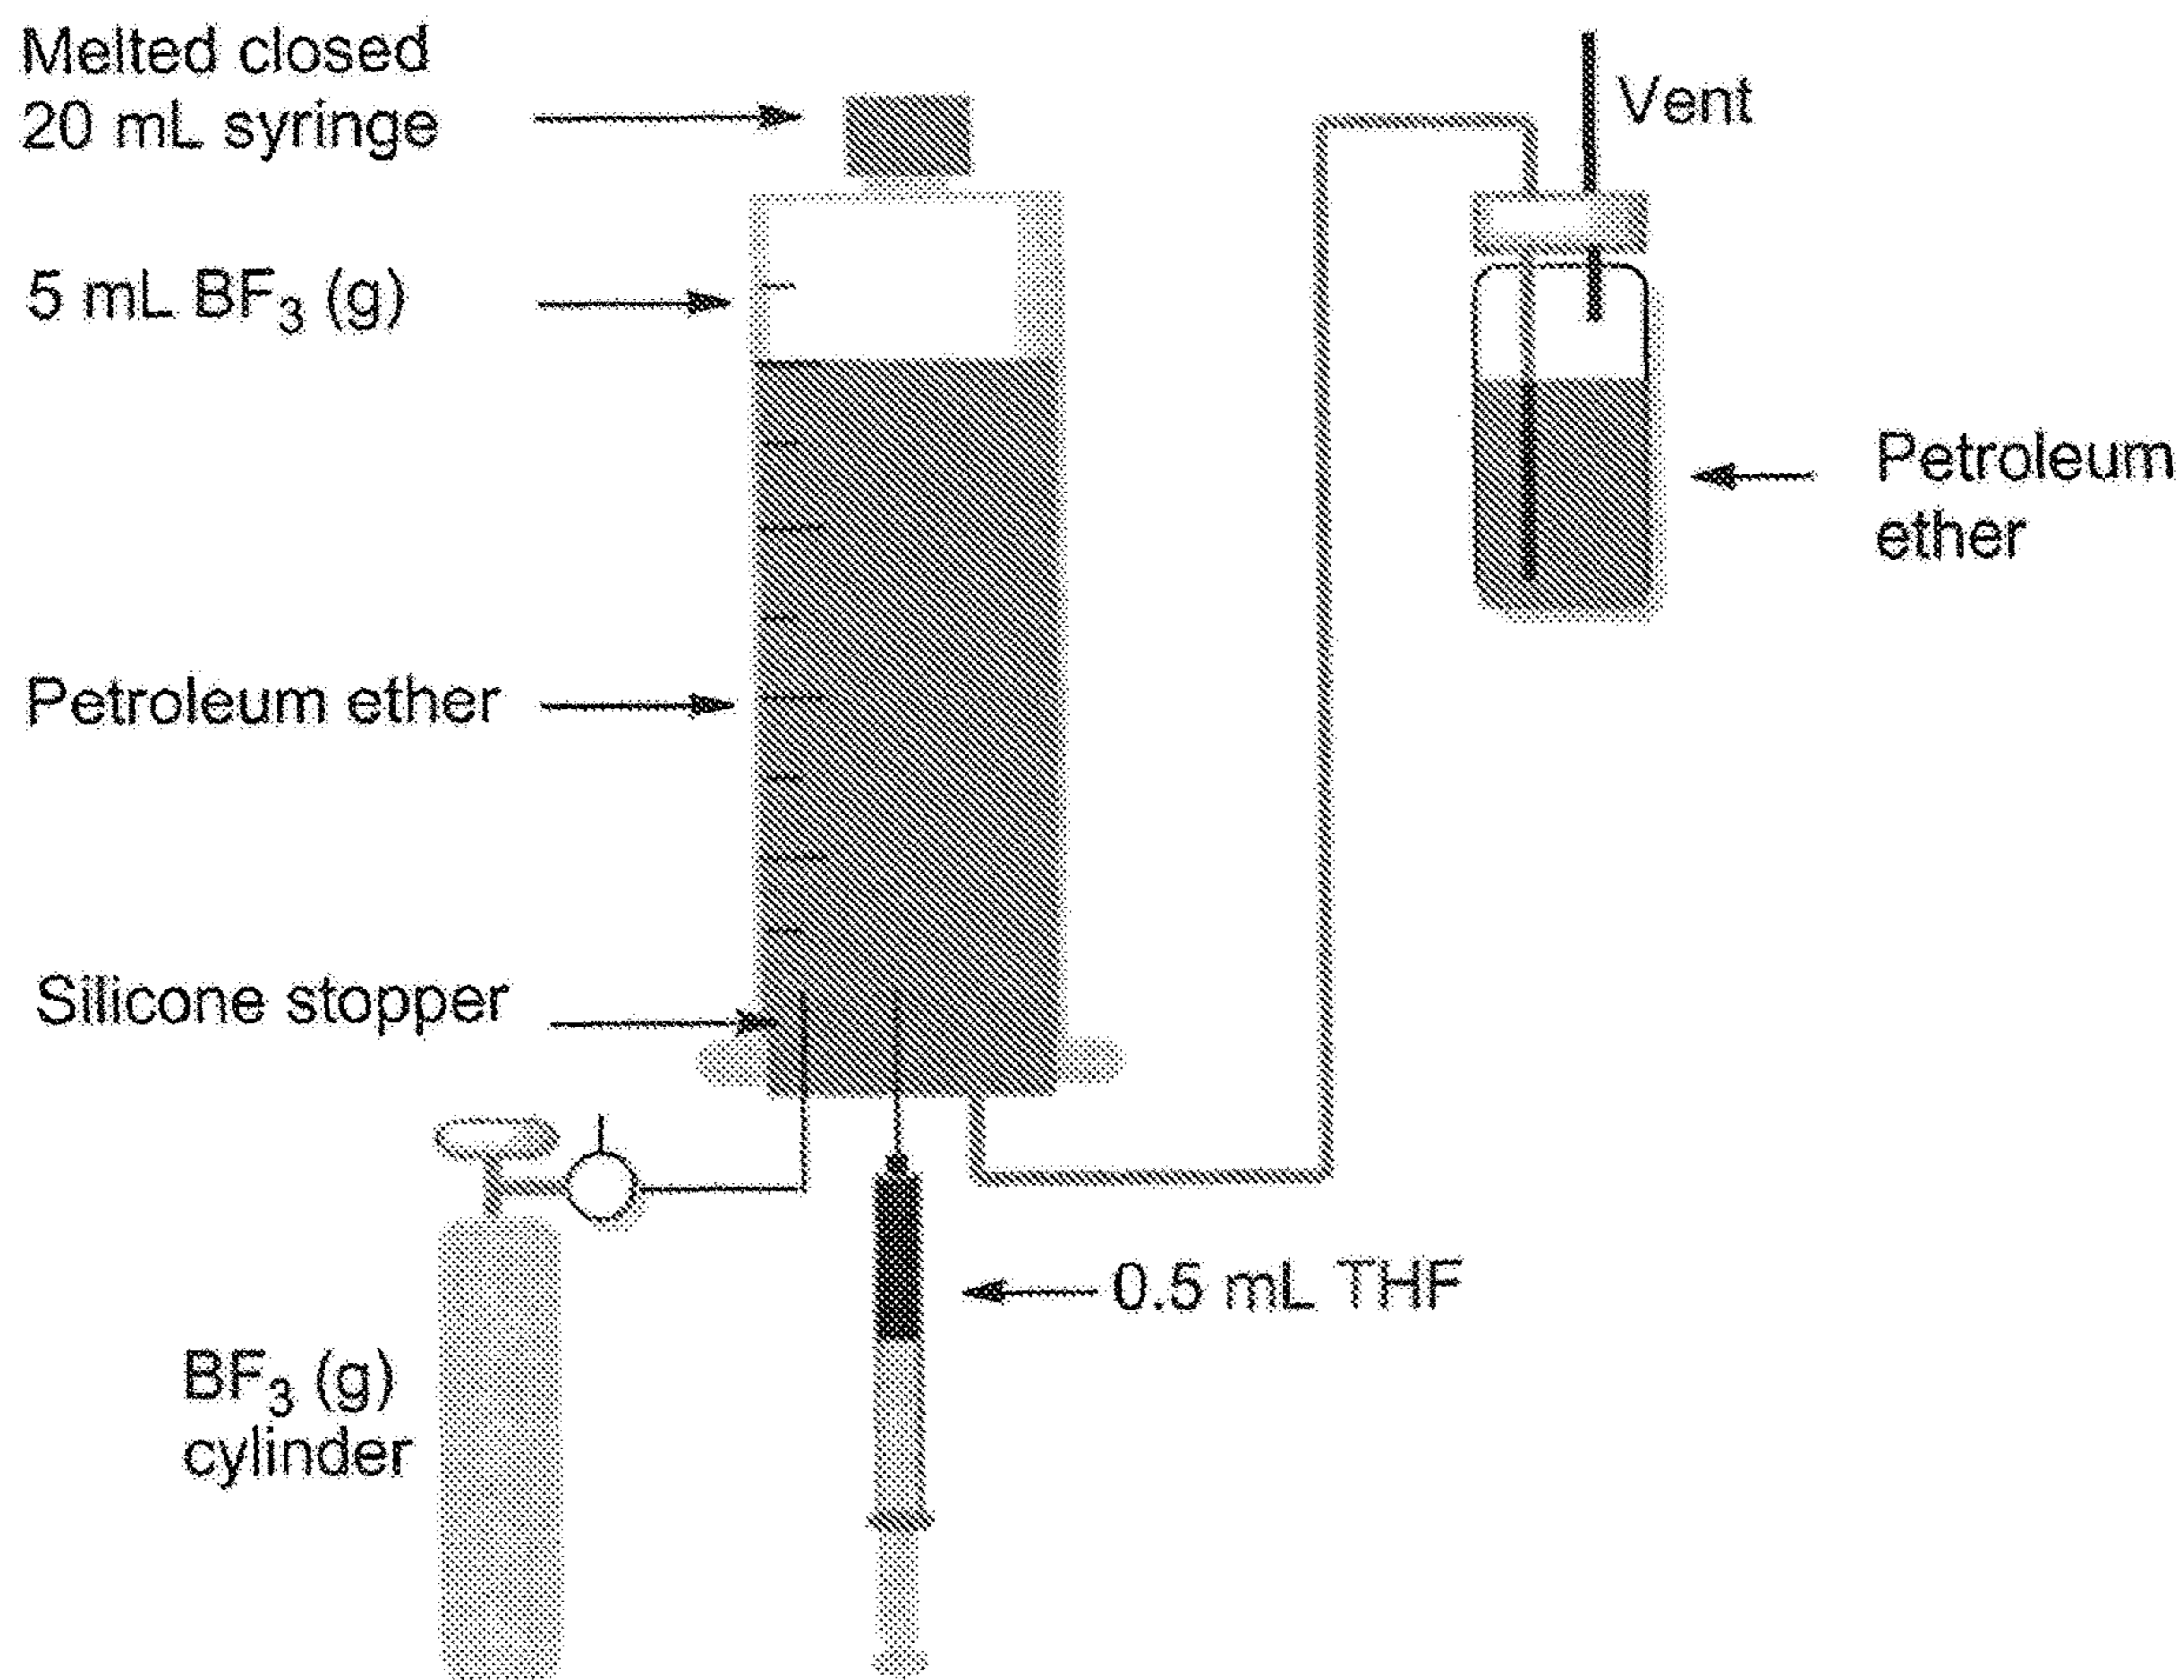 Melted closed
20 mL syringe
5 mL BF₃ (g)
Petroleum ether
Silicone stopper
BF₃ (g)
cylinder
0.5 mL THF
Vent
Petroleum
ether